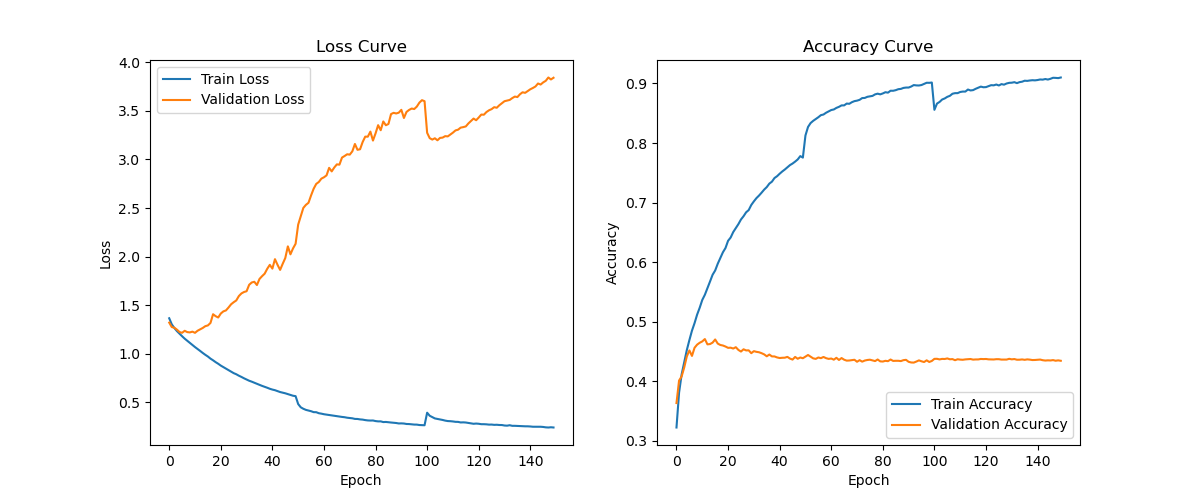 Loss Curve
Train Loss
Validation Loss
4.0
3.5
3.0
2.5
2.0
1.5
1.0
0.5
Loss
0 20 40 60 80 100 120 140
Epoch
Accuracy Curve
0.9
0.8
0.7
0.6
0.5
0.4
0.3
Accuracy
Train Accuracy
Validation Accuracy
0 20 40 60 80 100 120 140
Epoch